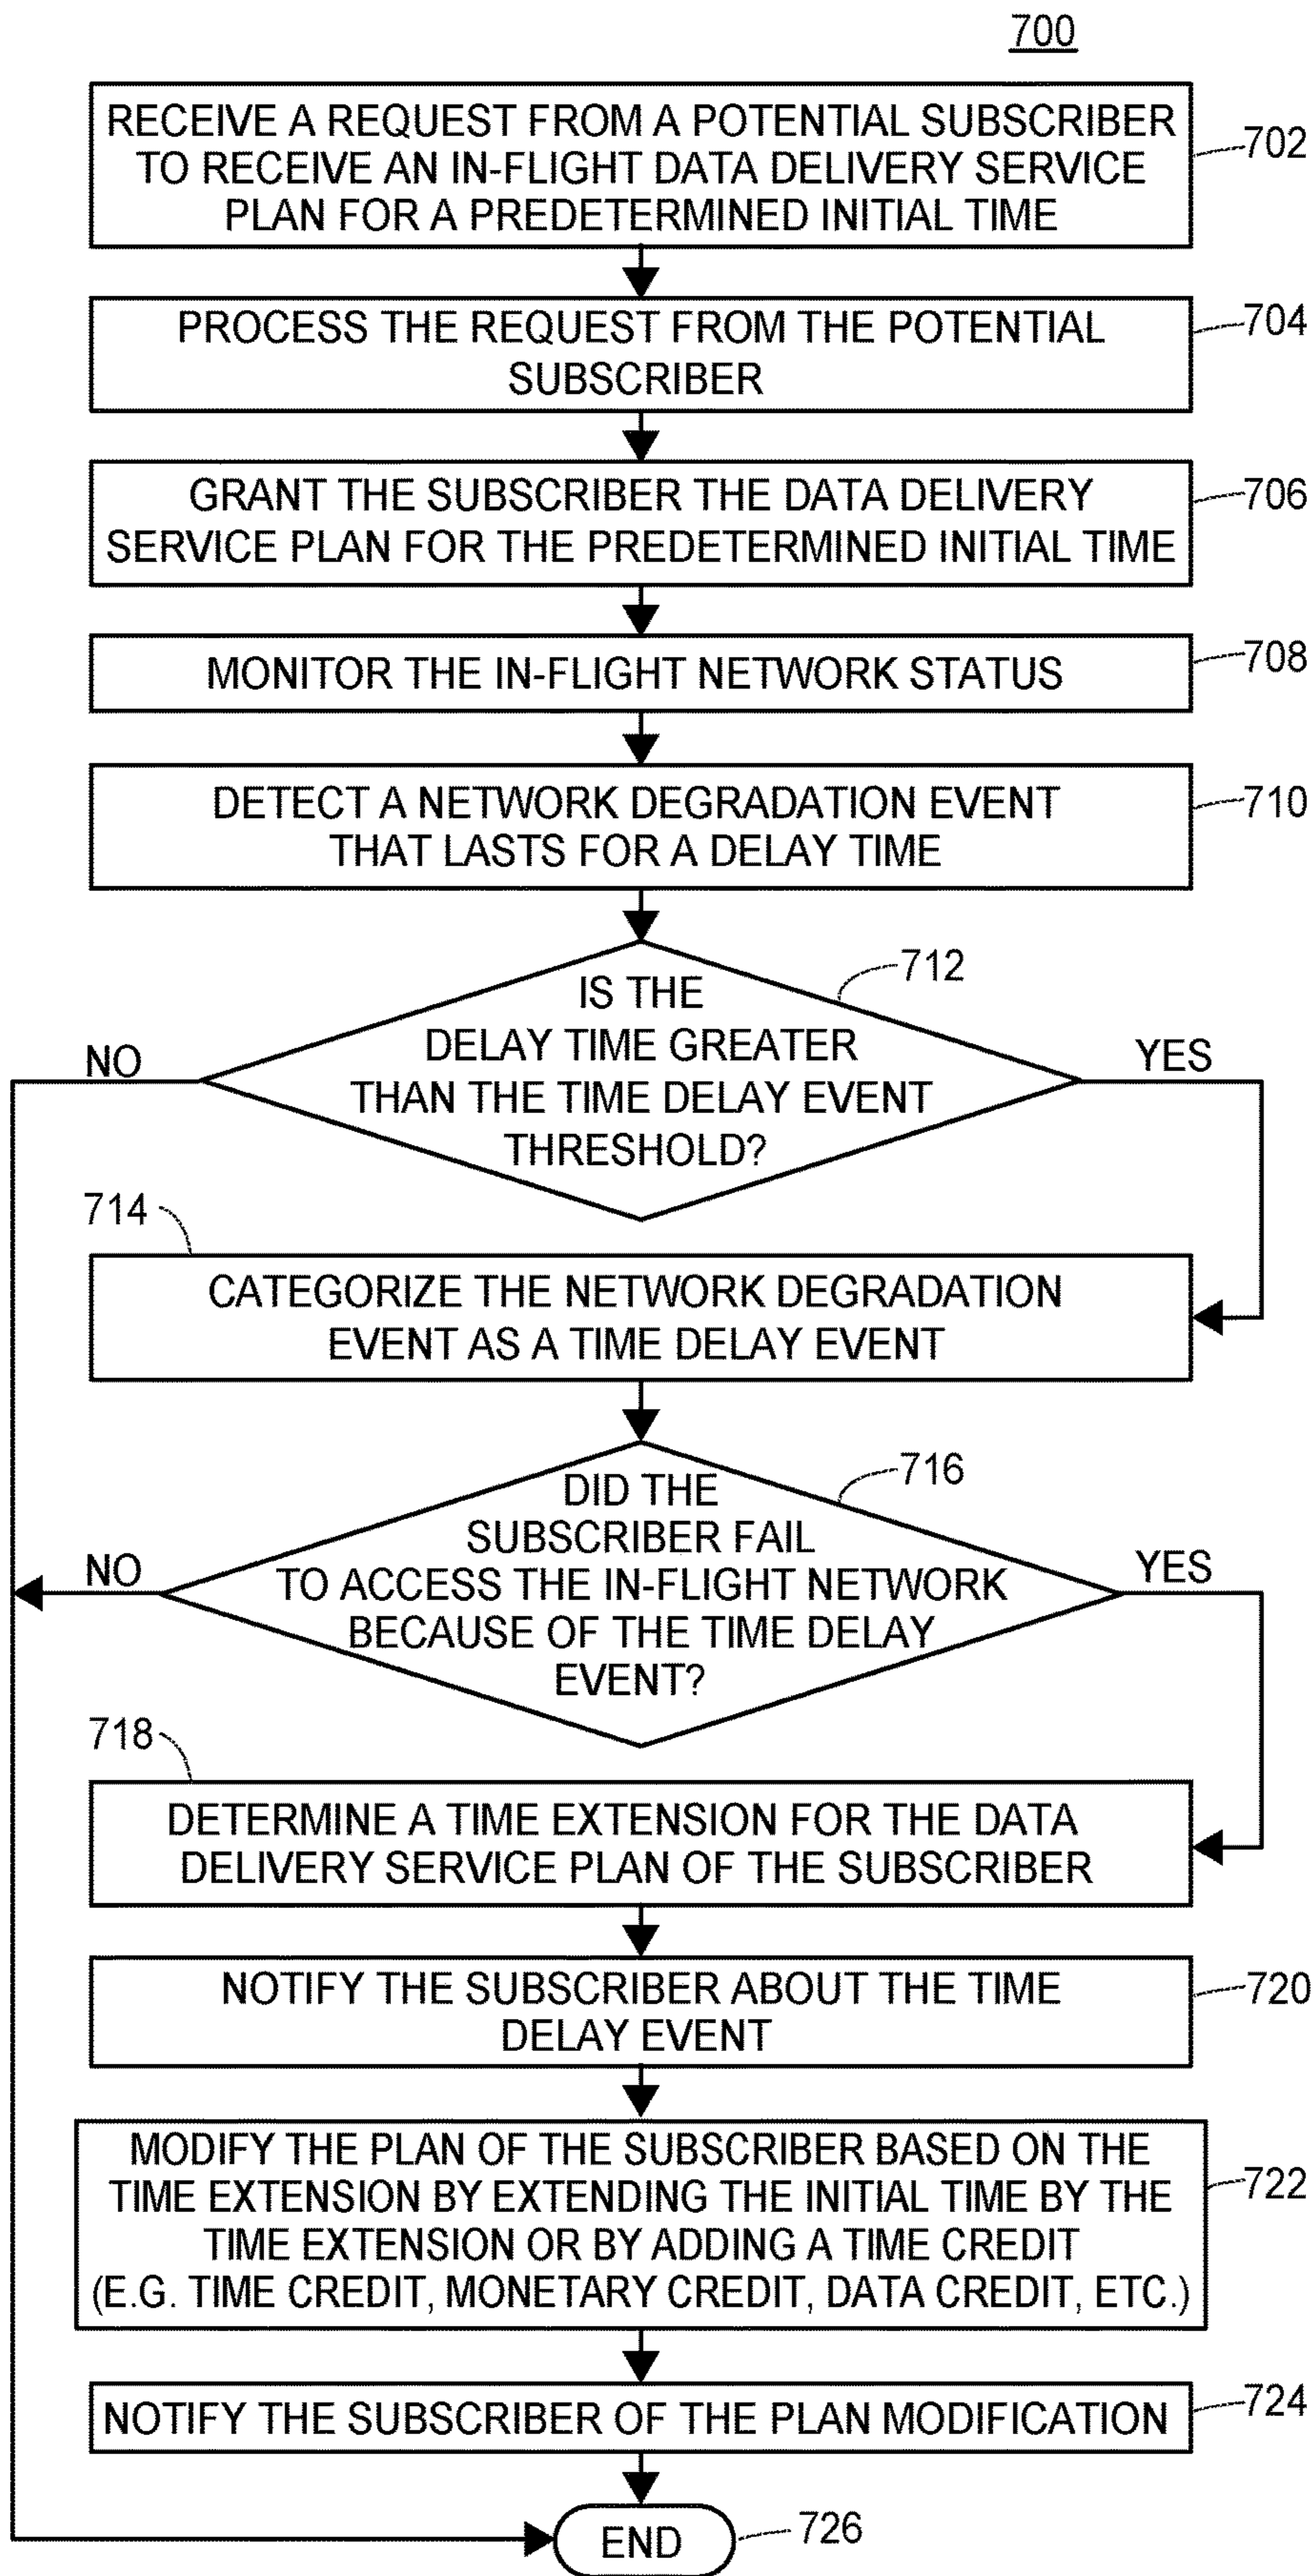 700
RECEIVE A REQUEST FROM A POTENTIAL SUBSCRIBER
TO RECEIVE AN IN-FLIGHT DATA DELIVERY SERVICE
PLAN FOR A PREDETERMINED INITIAL TIME
702
PROCESS THE REQUEST FROM THE POTENTIAL
SUBSCRIBER
704
GRANT THE SUBSCRIBER THE DATA DELIVERY
SERVICE PLAN FOR THE PREDETERMINED INITIAL TIME
706
MONITOR THE IN-FLIGHT NETWORK STATUS
708
DETECT A NETWORK DEGRADATION EVENT
THAT LASTS FOR A DELAY TIME
710
IS THE
DELAY TIME GREATER
THAN THE TIME DELAY EVENT
THRESHOLD?
712
NO
YES
714
CATEGORIZE THE NETWORK DEGRADATION
EVENT AS A TIME DELAY EVENT
DID THE
SUBSCRIBER FAIL
TO ACCESS THE IN-FLIGHT NETWORK
BECAUSE OF THE TIME DELAY
EVENT?
716
NO
YES
718
DETERMINE A TIME EXTENSION FOR THE DATA
DELIVERY SERVICE PLAN OF THE SUBSCRIBER
NOTIFY THE SUBSCRIBER ABOUT THE TIME
DELAY EVENT
720
MODIFY THE PLAN OF THE SUBSCRIBER BASED ON THE
TIME EXTENSION BY EXTENDING THE INITIAL TIME BY THE
TIME EXTENSION OR BY ADDING A TIME CREDIT
(E.G. TIME CREDIT, MONETARY CREDIT, DATA CREDIT, ETC.)
722
NOTIFY THE SUBSCRIBER OF THE PLAN MODIFICATION
724
END
726